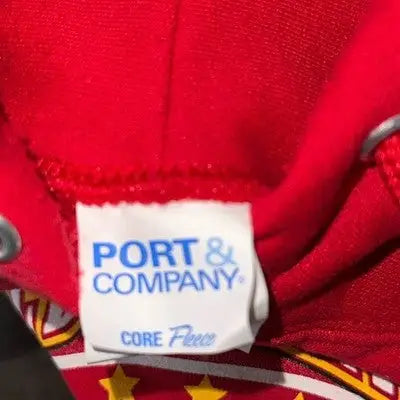 PORT &
COMPANY®
CORE Fleece